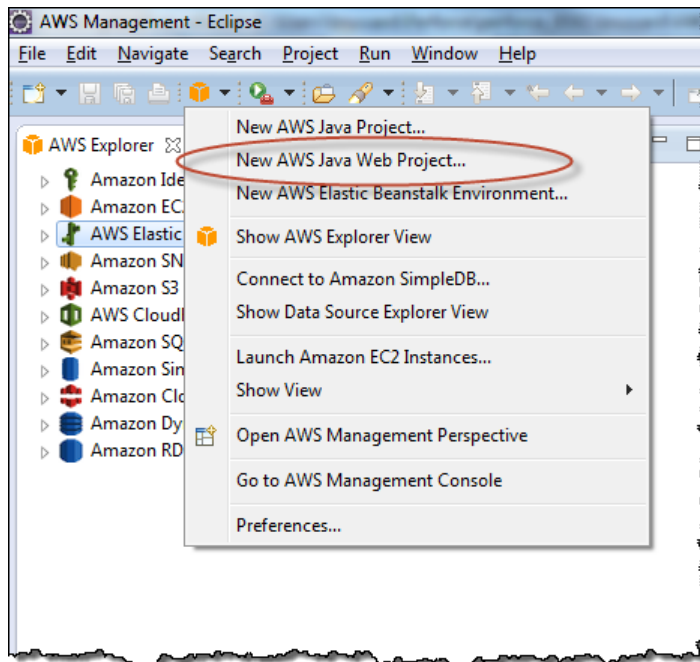 AWS Management - Eclipse
File Edit Navigate Search Project Run Window Help
AWS Explorer
New AWS Java Project...
New AWS Java Web Project...
New AWS Elastic Beanstalk Environment...
Show AWS Explorer View
Connect to Amazon SimpleDB...
Show Data Source Explorer View
Launch Amazon EC2 Instances...
Show View
Open AWS Management Perspective
Go to AWS Management Console
Preferences...
Amazon Ide
Amazon EC
AWS Elastic
Amazon SN
Amazon S3
AWS Cloud
Amazon SQ
Amazon Sin
Amazon Clo
Amazon Dy
Amazon RD